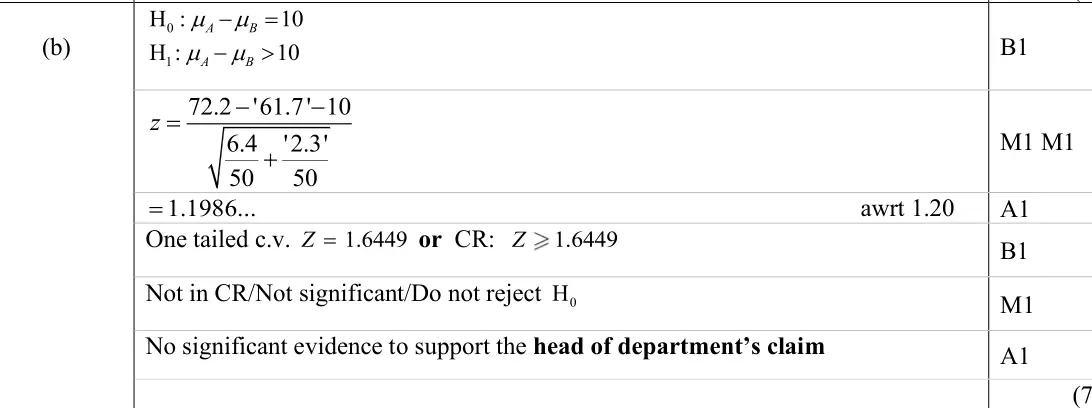 (b)
H₀ : μ_A − μ_B = 10
H₁ : μ_A − μ_B > 10
B1
z = (72.2 − '61.7' − 10) / √(6.4/50 + '2.3'/50)
M1 M1
= 1.1986... awrt 1.20 A1
One tailed c.v. Z = 1.6449 or CR: Z ⩾ 1.6449
B1
Not in CR/Not significant/Do not reject H₀
M1
No significant evidence to support the head of department’s claim
A1
(7